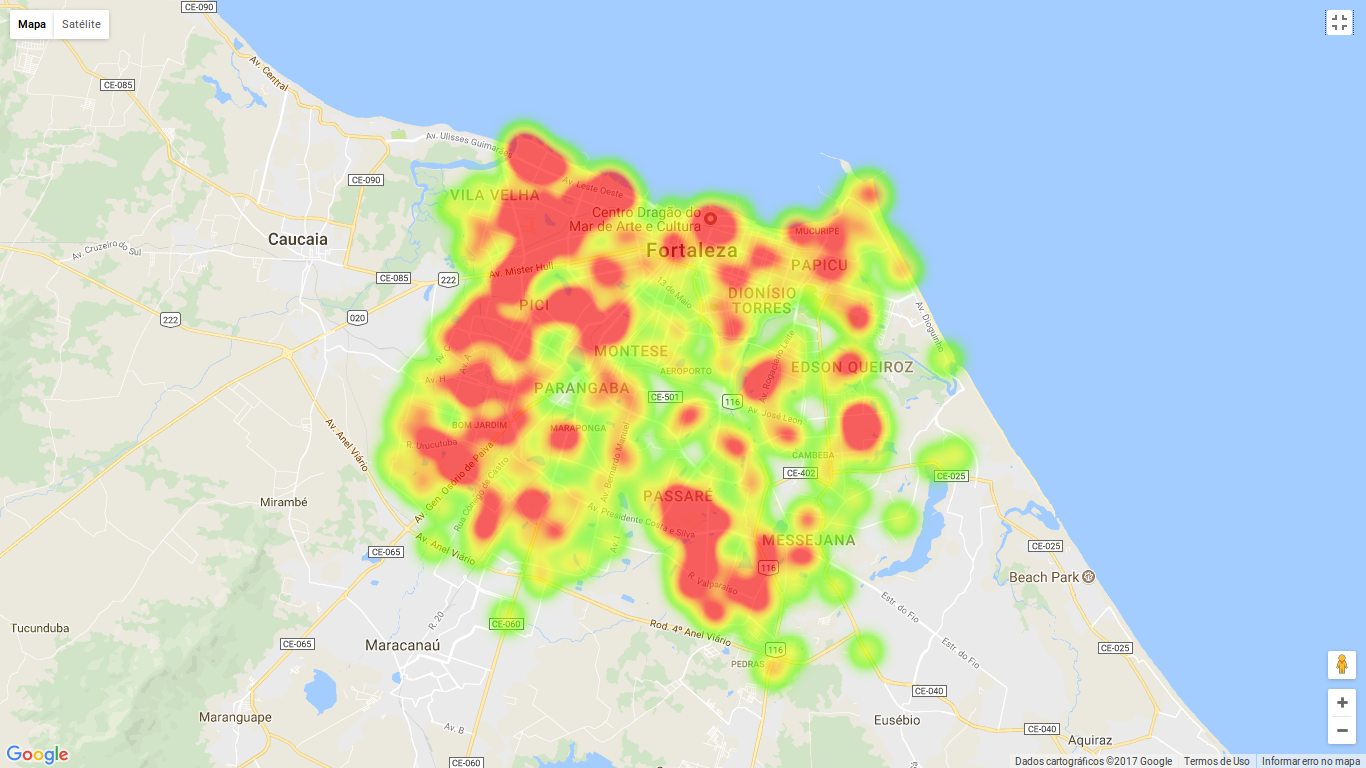 CE-090
Mapa
Satélite
Av. Central
CE-085
Av. Ulisses Guimarães
CE-090
Av. Leste Oeste
VILA VELHA
Centro Dragão do
Mar de Arte e Cultura
MUCURIPE
Caucaia
Av. Cruzeiro do Sul
Fortaleza
PAPICU
Av. Mister Hull
CE-085
222
13 de Maio
DIONÍSIO
TORRES
PICI
222
020
Av. Dioguinho
MONTESE
Av. Rogaciano Leite
AEROPORTO
EDSON QUEIROZ
Av. A
Av. H
PARANGABA
CE-501
116
Av. José Leon
BOM JARDIM
MARAPONGA
R. Urucutuba
Av. Anel Viário
Av. Bernardo Manuel
CAMBEBA
CE-402
CE-025
Av. Gen. Osório de Paiva
Rua Cônego de Castro
PASSARÉ
Mirambé
Av. Presidente Costa e Silva
Av. I
MESSEJANA
Av. Anel Viário
CE-065
CE-025
116
R. Valparaíso
Beach Park
Estr. do Fio
R. 20
CE-060
Tucunduba
Rod. 4º Anel Viário
CE-065
Maracanaú
Estr. do Fio
116
CE-025
PEDRAS
CE-040
Maranguape
Eusébio
Av. B
CE-040
Aquiraz
Google
CE-060
Dados cartográficos ©2017 Google
Termos de Uso
Informar erro no mapa